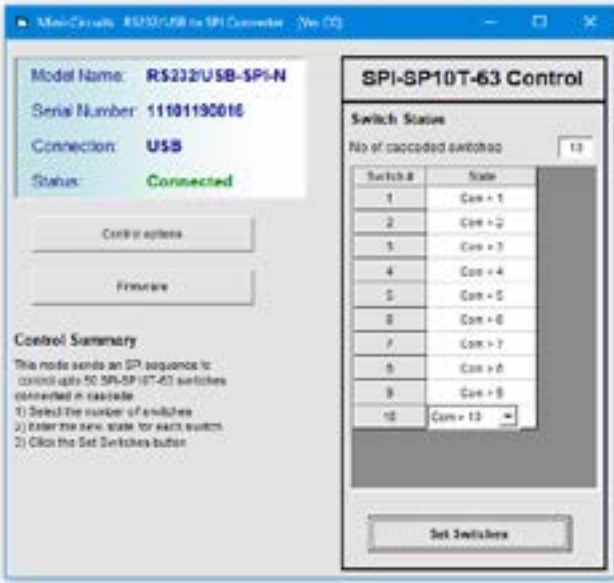 Mini-Circuits RS232/USB to SPI Converter (Ver C0)
Model Name: RS232/USB-SPI-N
Serial Number: 11101190016
Connection: USB
Status: Connected
Control options
Firmware
Control Summary
This mode sends an SPI sequence to
control upto 50 SPI-SP10T-63 switches
connected in cascade
1) Select the number of switches
2) Enter the new state for each switch
3) Click the Set Switches button
SPI-SP10T-63 Control
Switch Status
No of cascaded switches 10
Switch # State
1 Com > 1
2 Com > 2
3 Com > 3
4 Com > 4
5 Com > 5
6 Com > 6
7 Com > 7
8 Com > 8
9 Com > 9
10 Com > 10
Set Switches